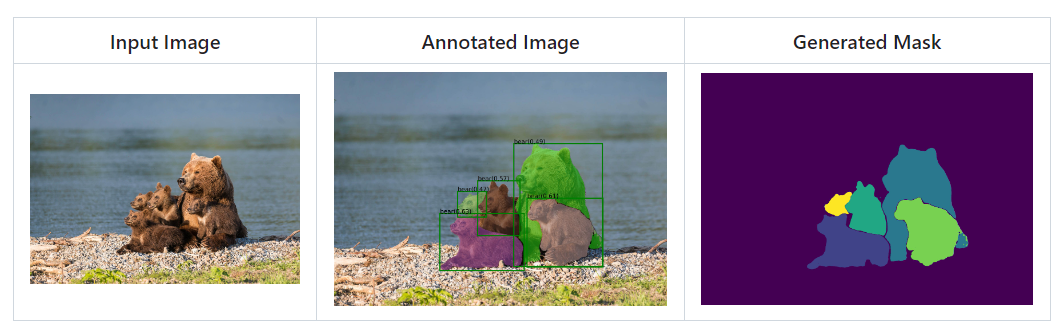 Input Image
Annotated Image
Generated Mask
bear(0.49)
bear(0.57)
bear(0.47)
bear(0.61)
bear(0.63)